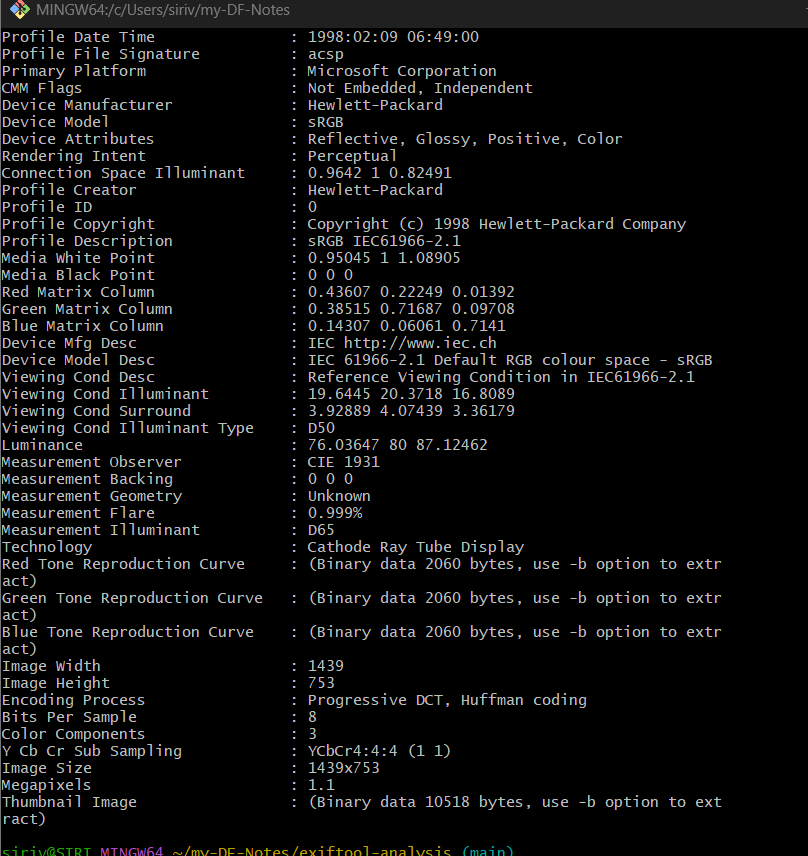 MINGW64:/c/Users/siriv/my-DF-Notes
Profile Date Time : 1998:02:09 06:49:00
Profile File Signature : acsp
Primary Platform : Microsoft Corporation
CMM Flags : Not Embedded, Independent
Device Manufacturer : Hewlett-Packard
Device Model : sRGB
Device Attributes : Reflective, Glossy, Positive, Color
Rendering Intent : Perceptual
Connection Space Illuminant : 0.9642 1 0.82491
Profile Creator : Hewlett-Packard
Profile ID : 0
Profile Copyright : Copyright (c) 1998 Hewlett-Packard Company
Profile Description : sRGB IEC61966-2.1
Media White Point : 0.95045 1 1.08905
Media Black Point : 0 0 0
Red Matrix Column : 0.43607 0.22249 0.01392
Green Matrix Column : 0.38515 0.71687 0.09708
Blue Matrix Column : 0.14307 0.06061 0.7141
Device Mfg Desc : IEC http://www.iec.ch
Device Model Desc : IEC 61966-2.1 Default RGB colour space - sRGB
Viewing Cond Desc : Reference Viewing Condition in IEC61966-2.1
Viewing Cond Illuminant : 19.6445 20.3718 16.8089
Viewing Cond Surround : 3.92889 4.07439 3.36179
Viewing Cond Illuminant Type : D50
Luminance : 76.03647 80 87.12462
Measurement Observer : CIE 1931
Measurement Backing : 0 0 0
Measurement Geometry : Unknown
Measurement Flare : 0.999%
Measurement Illuminant : D65
Technology : Cathode Ray Tube Display
Red Tone Reproduction Curve : (Binary data 2060 bytes, use -b option to extr
act)
Green Tone Reproduction Curve : (Binary data 2060 bytes, use -b option to extr
act)
Blue Tone Reproduction Curve : (Binary data 2060 bytes, use -b option to extr
act)
Image Width : 1439
Image Height : 753
Encoding Process : Progressive DCT, Huffman coding
Bits Per Sample : 8
Color Components : 3
Y Cb Cr Sub Sampling : YCbCr4:4:4 (1 1)
Image Size : 1439x753
Megapixels : 1.1
Thumbnail Image : (Binary data 10518 bytes, use -b option to ext
ract)
siriv@SIRI MINGW64 ~/my-DF-Notes/exiftool-analysis (main)